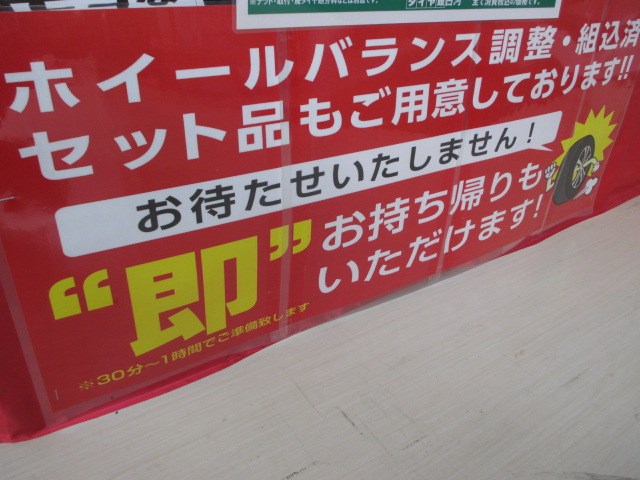 ホイールバランス調整・組込済
セット品もご用意しております!!
お待たせいたしません!
“即”お持ち帰りも
いただけます!
※30分~1時間でご準備致します